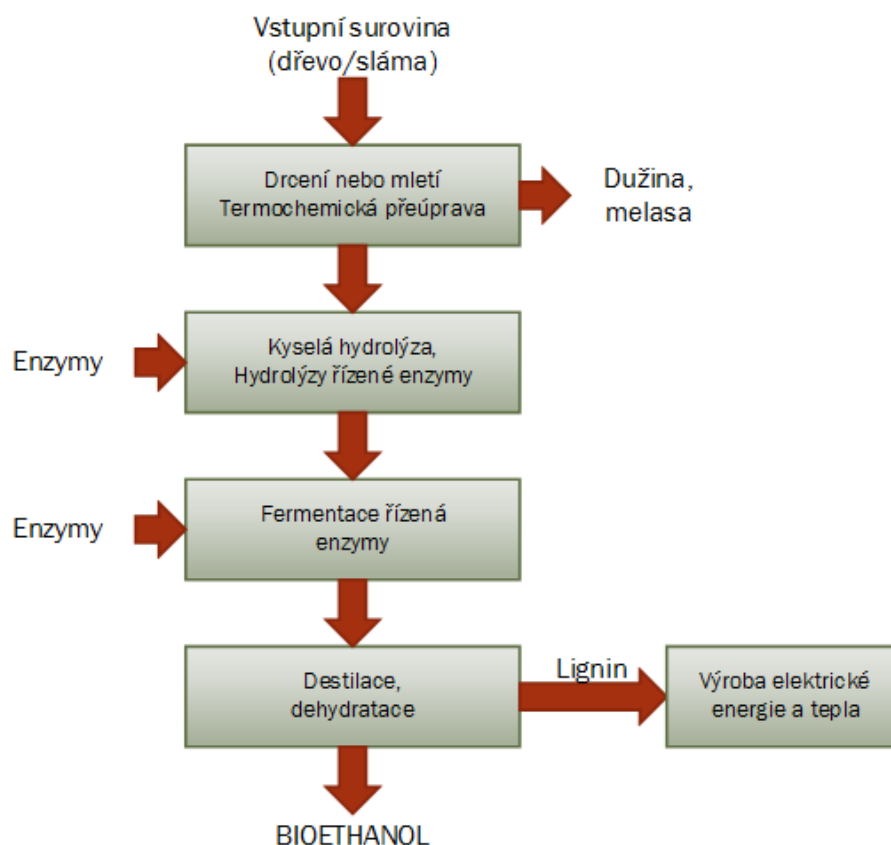 Vstupní surovina
(dřevo/sláma)
Drcení nebo mletí
Termochemická přeúprava
Dužina,
melasa
Enzymy
Kyselá hydrolýza,
Hydrolýzy řízené enzymy
Enzymy
Fermentace řízená
enzymy
Destilace,
dehydratace
Lignin
Výroba elektrické
energie a tepla
BIOETHANOL